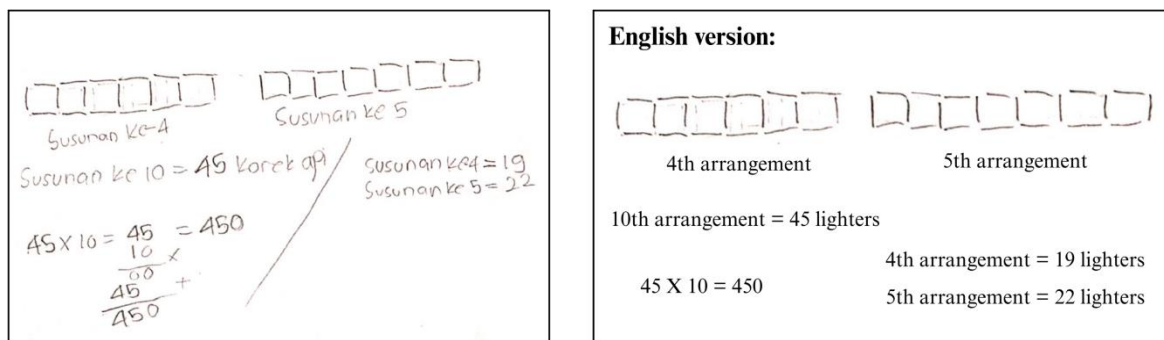 Susunan ke-4
Susunan ke 5
Susunan ke 10 = 45 korek api
Susunan ke 4 = 19
Susunan ke 5 = 22
45 x 10 = 45 = 450
10 x
00
45 +
450
English version:
4th arrangement
5th arrangement
10th arrangement = 45 lighters
45 X 10 = 450
4th arrangement = 19 lighters
5th arrangement = 22 lighters